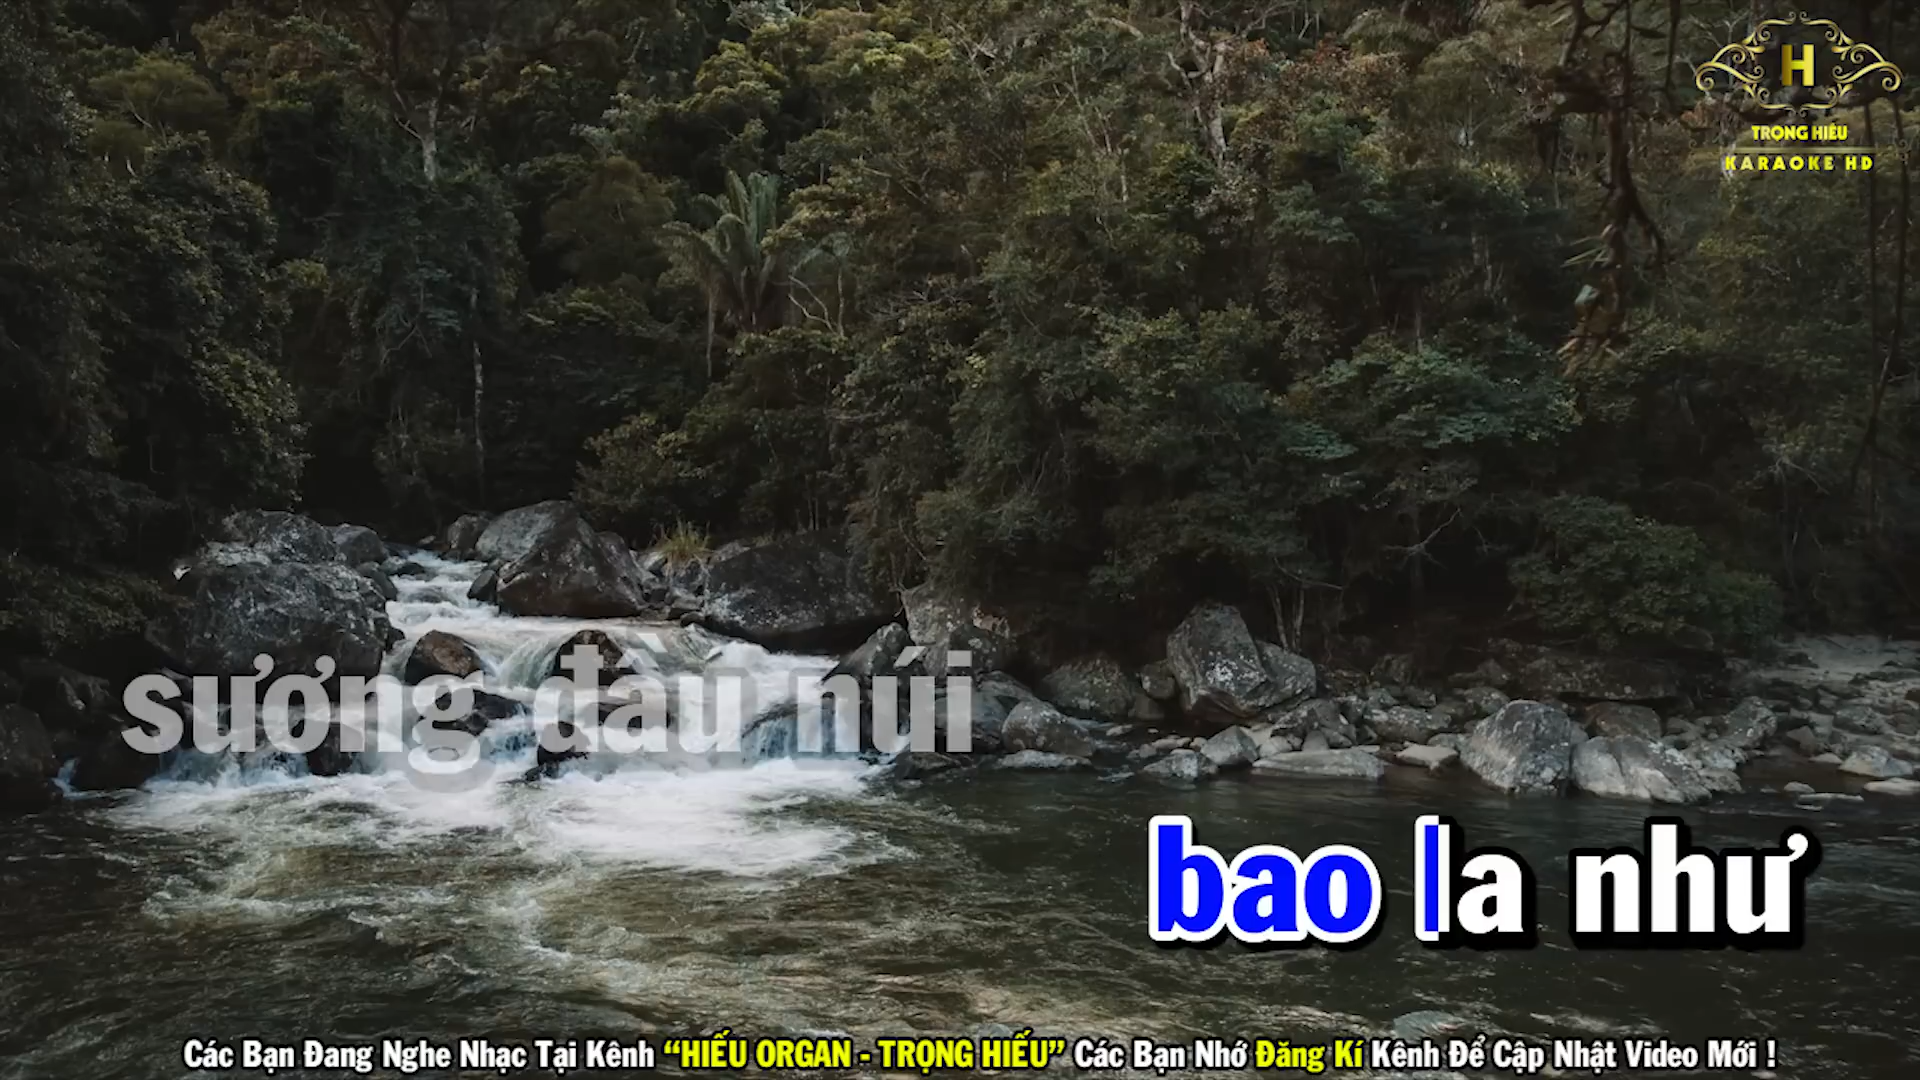 H
TRỌNG HIẾU
KARAOKE HD
sương đầu núi
bao la như
Các Bạn Đang Nghe Nhạc Tại Kênh “HIẾU ORGAN - TRỌNG HIẾU” Các Bạn Nhớ Đăng Kí Kênh Để Cập Nhật Video Mới !